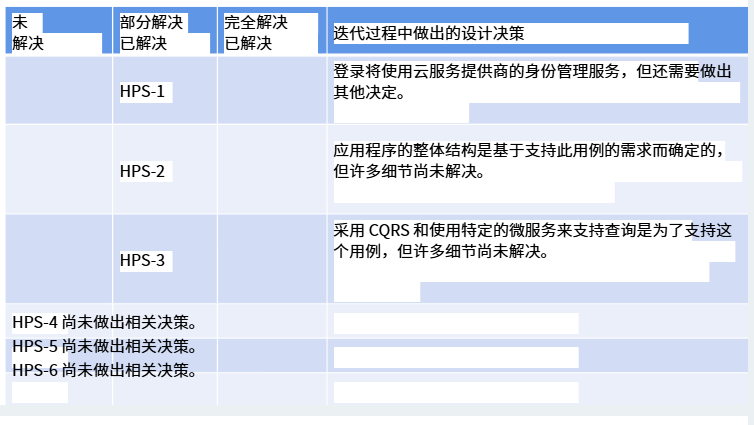 未
解决
部分解决
已解决
完全解决
已解决
迭代过程中做出的设计决策
HPS-1
登录将使用云服务提供商的身份管理服务，但还需要做出
其他决定。
HPS-2
应用程序的整体结构是基于支持此用例的需求而确定的，
但许多细节尚未解决。
HPS-3
采用 CQRS 和使用特定的微服务来支持查询是为了支持这
个用例，但许多细节尚未解决。
HPS-4 尚未做出相关决策。
HPS-5 尚未做出相关决策。
HPS-6 尚未做出相关决策。